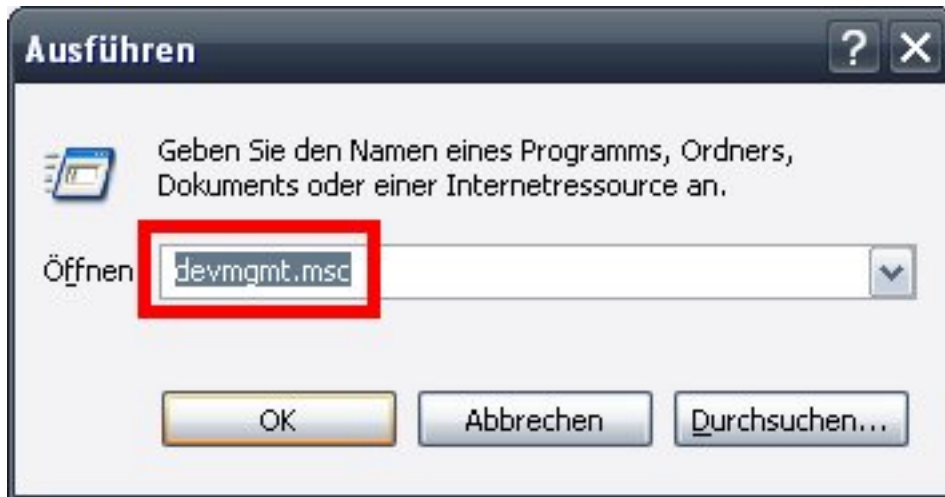 Ausführen
Geben Sie den Namen eines Programms, Ordners,
Dokuments oder einer Internetressource an.
Öffnen
devmgmt.msc
OK
Abbrechen
Durchsuchen...